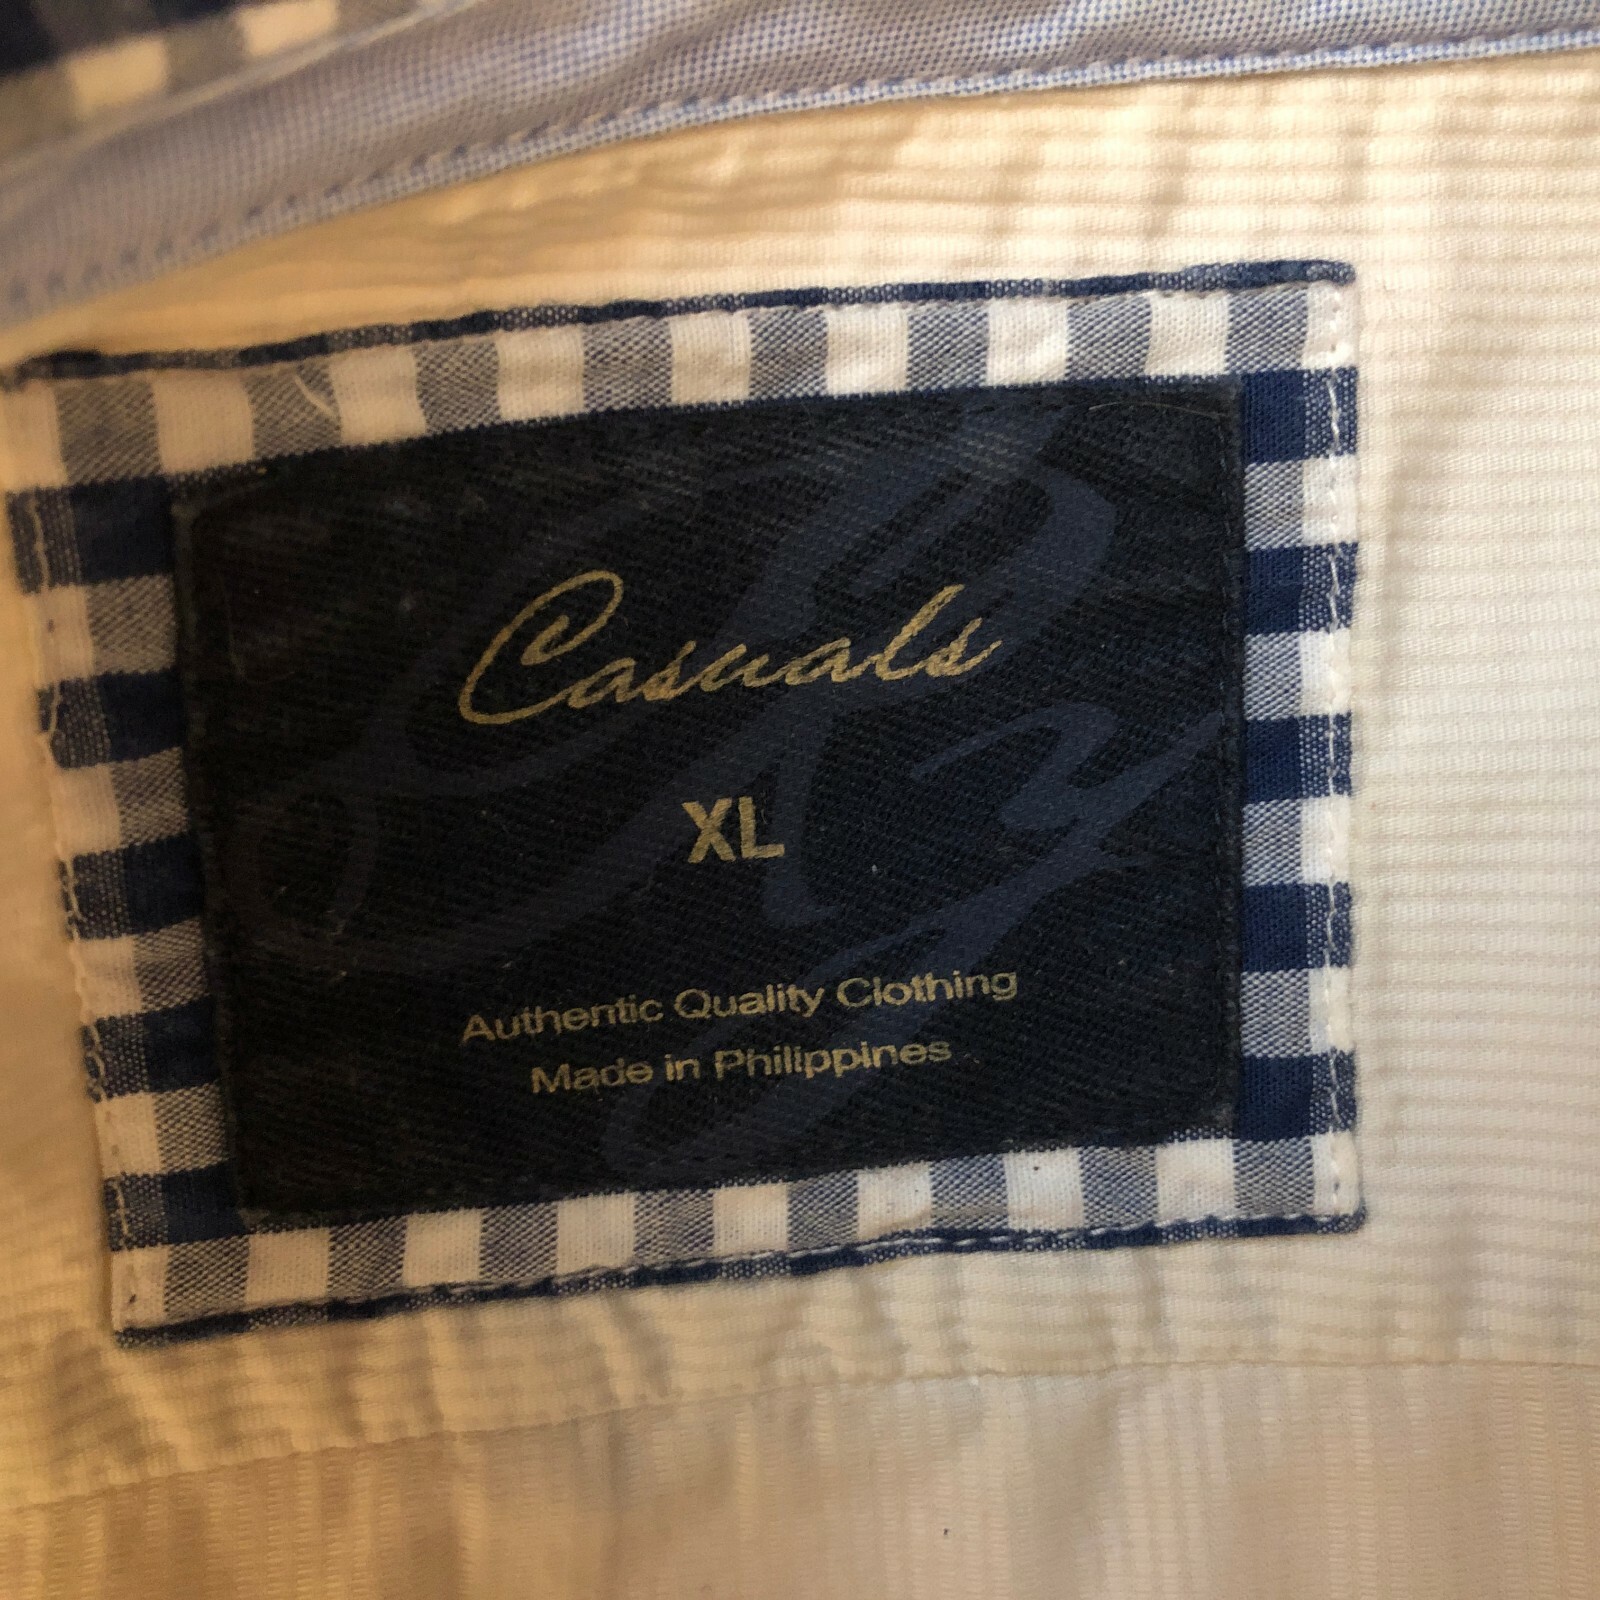 Casuals
XL
Authentic Quality Clothing
Made in Philippines